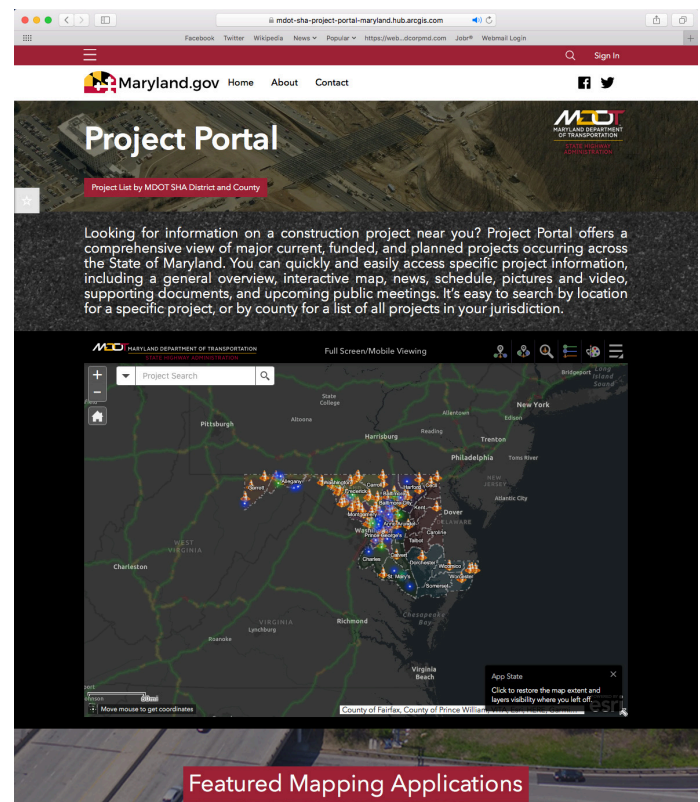 mdot-sha-project-portal-maryland.hub.arcgis.com
Facebook Twitter Wikipedia News Popular https://web...dcorpmd.com Jobr® Webmail Login
Sign In
Maryland.gov Home About Contact
Project Portal
MDOT
MARYLAND DEPARTMENT
OF TRANSPORTATION
STATE HIGHWAY
ADMINISTRATION
Project List by MDOT SHA District and County
Looking for information on a construction project near you? Project Portal offers a
comprehensive view of major current, funded, and planned projects occurring across
the State of Maryland. You can quickly and easily access specific project information,
including a general overview, interactive map, news, schedule, pictures and video,
supporting documents, and upcoming public meetings. It's easy to search by location
for a specific project, or by county for a list of all projects in your jurisdiction.
MDOT MARYLAND DEPARTMENT OF TRANSPORTATION
STATE HIGHWAY ADMINISTRATION
Full Screen/Mobile Viewing
+
Project Search
−
Bridgeport
Long
Island
Sound
State
College
New York
Altoona
Allentown
Edison
Pittsburgh
Reading
Harrisburg
Trenton
Philadelphia
Toms River
NEW
JERSEY
Garrett
Allegany
Washington
Carroll
Harford
Cecil
Frederick
Baltimore
Baltimore City
Atlantic City
Kent
Montgomery
Dover
DELAWARE
Anne Arundel
Prince George's
Caroline
Talbot
WEST
VIRGINIA
Charleston
Charles
Calvert
Dorchester
Wicomico
St. Mary's
Worcester
Somerset
VIRGINIA
Richmond
Chesapeake
Bay
Lynchburg
Roanoke
Virginia
Beach
App State
Click to restore the map extent and
layers visibility where you left off.
Move mouse to get coordinates
County of Fairfax, County of Prince William,
esri
Featured Mapping Applications